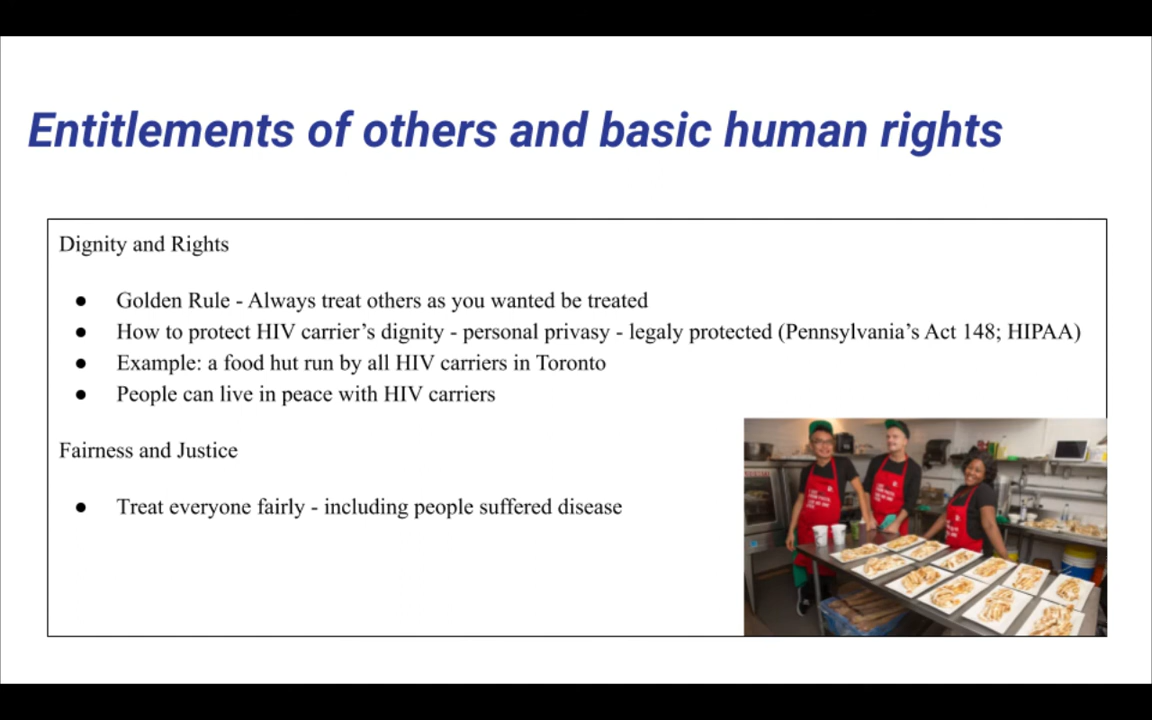 Entitlements of others and basic human rights
Dignity and Rights
● Golden Rule - Always treat others as you wanted be treated
● How to protect HIV carrier’s dignity - personal privasy - legaly protected (Pennsylvania’s Act 148; HIPAA)
● Example: a food hut run by all HIV carriers in Toronto
● People can live in peace with HIV carriers
Fairness and Justice
● Treat everyone fairly - including people suffered disease